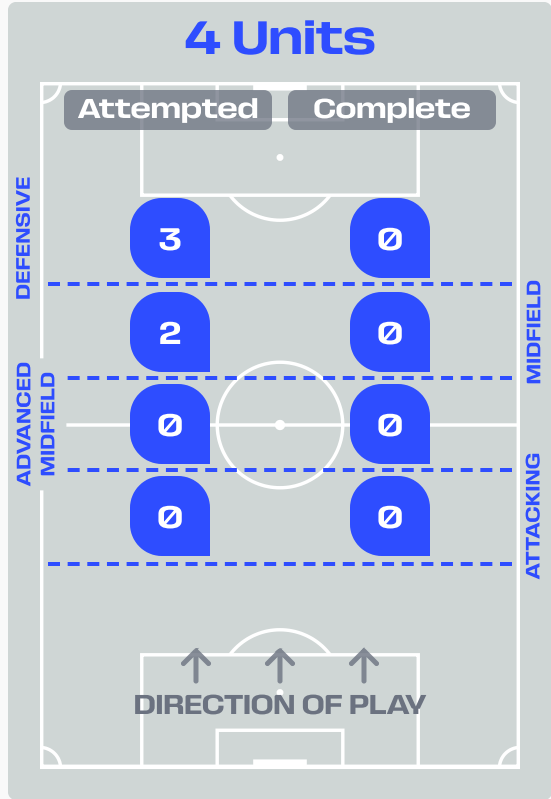 4 Units
Attempted Complete
DEFENSIVE
3 0
MIDFIELD
2 0
ADVANCED
MIDFIELD
0 0
ATTACKING
0 0
DIRECTION OF PLAY